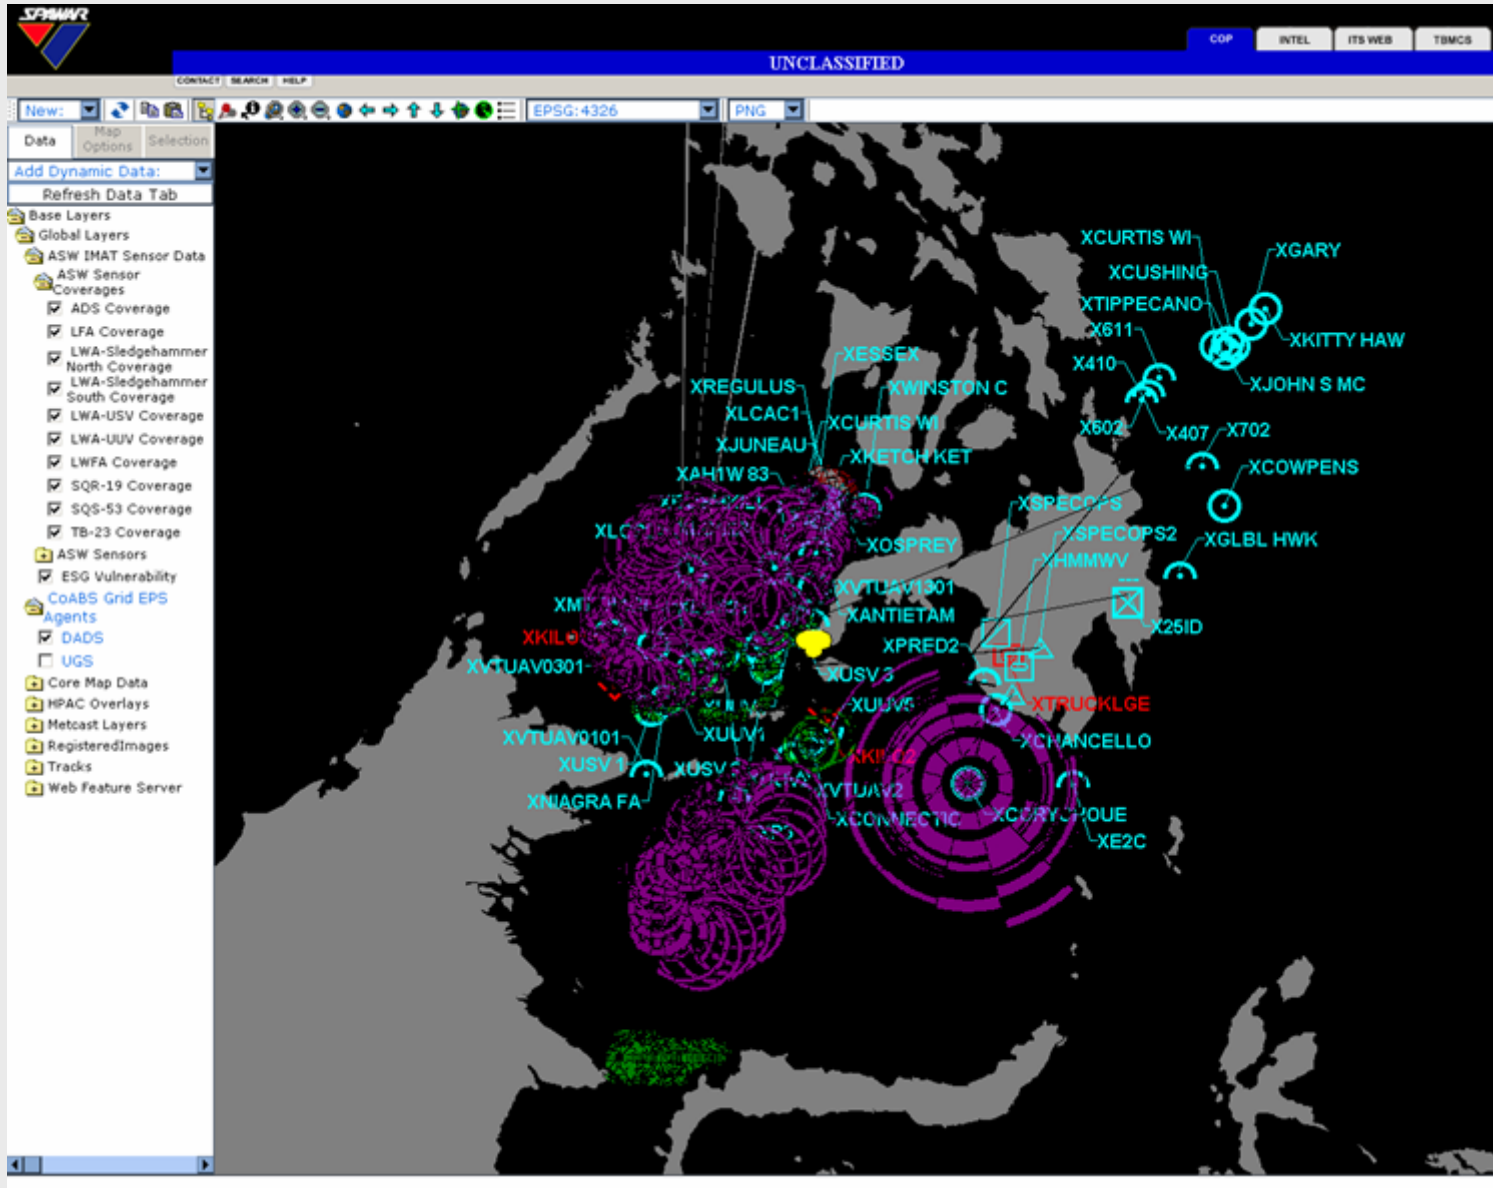 SPAWAR
COP
INTEL
ITS WEB
TBMCS
UNCLASSIFIED
CONTACT
SEARCH
HELP
New:
EPSG:4326
PNG
Data
Map
Options
Selection
Add Dynamic Data:
Refresh Data Tab
Base Layers
Global Layers
ASW IMAT Sensor Data
ASW Sensor
Coverages
ADS Coverage
LFA Coverage
LWA-Sledgehammer
North Coverage
LWA-Sledgehammer
South Coverage
LWA-USV Coverage
LWA-UUV Coverage
LWFA Coverage
SQR-19 Coverage
SQS-53 Coverage
TB-23 Coverage
ASW Sensors
ESG Vulnerability
CoABS Grid EPS
Agents
DADS
UGS
Core Map Data
HPAC Overlays
Metcast Layers
RegisteredImages
Tracks
Web Feature Server
XCURTIS WI
XGARY
XCUSHING
XTIPPECANO
X611
XKITTY HAW
XESSEX
X410
XJOHN S MC
XREGULUS
XWINSTON C
XLCAC1
XCURTIS WI
X602
X407
X702
XJUNEAU
XKETCH KET
XCOWPENS
XAH1W 83
XSPECOPS
XSPECOPS2
XGLBL HWK
XOSPREY
XHMMWV
XVTUAV1301
XANTIETAM
X25ID
XKILO
XPRED2
XVTUAV0301
XUSV 3
XTRUCKLGE
XUUV1
XVTUAV0101
XCHANCELLO
XUSV 1
XKILO2
XNIAGRA FA
XVTUAV2
XCONNECTIC
XE2C